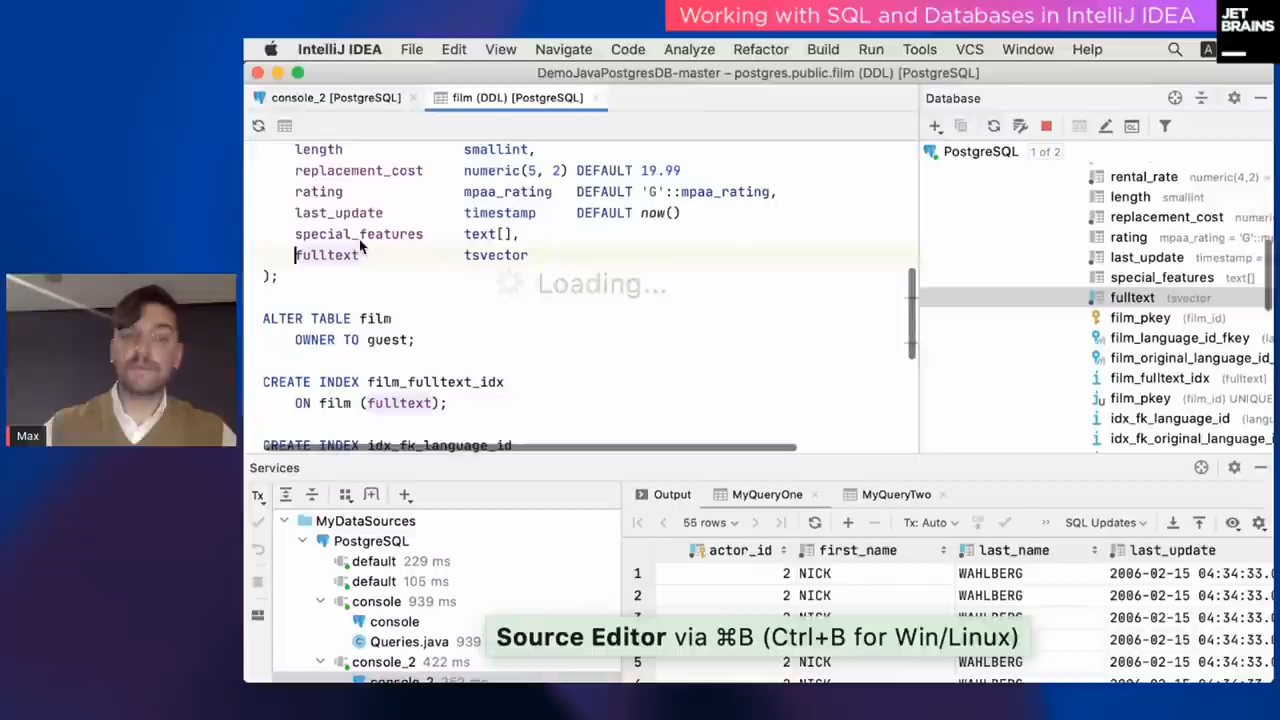 Working with SQL and Databases in IntelliJ IDEA
JET
BRAINS
IntelliJ IDEA File Edit View Navigate Code Analyze Refactor Build Run Tools VCS Window Help A
DemoJavaPostgresDB-master – postgres.public.film (DDL) [PostgreSQL]
console_2 [PostgreSQL] film (DDL) [PostgreSQL]
length smallint,
replacement_cost numeric(5, 2) DEFAULT 19.99
rating mpaa_rating DEFAULT 'G'::mpaa_rating,
last_update timestamp DEFAULT now()
special_features text[],
fulltext tsvector
);
Loading...
ALTER TABLE film
OWNER TO guest;
CREATE INDEX film_fulltext_idx
ON film (fulltext);
CREATE INDEX idx_fk_language_id
Database
PostgreSQL 1 of 2
rental_rate numeric(4,2)
length smallint
replacement_cost
rating mpaa_rating = 'G'::
last_update timestamp =
special_features text[]
fulltext tsvector
film_pkey (film_id)
film_language_id_fkey
film_original_language_id_
film_fulltext_idx (fulltext)
film_pkey (film_id) UNIQUE
idx_fk_language_id
idx_fk_original_language_
Max
Services
Tx
MyDataSources
PostgreSQL
default 229 ms
default 105 ms
console 939 ms
console
Queries.java 939
console_2 422 ms
Output MyQueryOne MyQueryTwo
55 rows Tx: Auto SQL Updates
actor_id first_name last_name last_update
1 2 NICK WAHLBERG 2006-02-15 04:34:33.
2 2 NICK WAHLBERG 2006-02-15 04:34:33.
5 2 NICK WAHLBERG 2006-02-15 04:34:33.
Source Editor via ⌘B (Ctrl+B for Win/Linux)